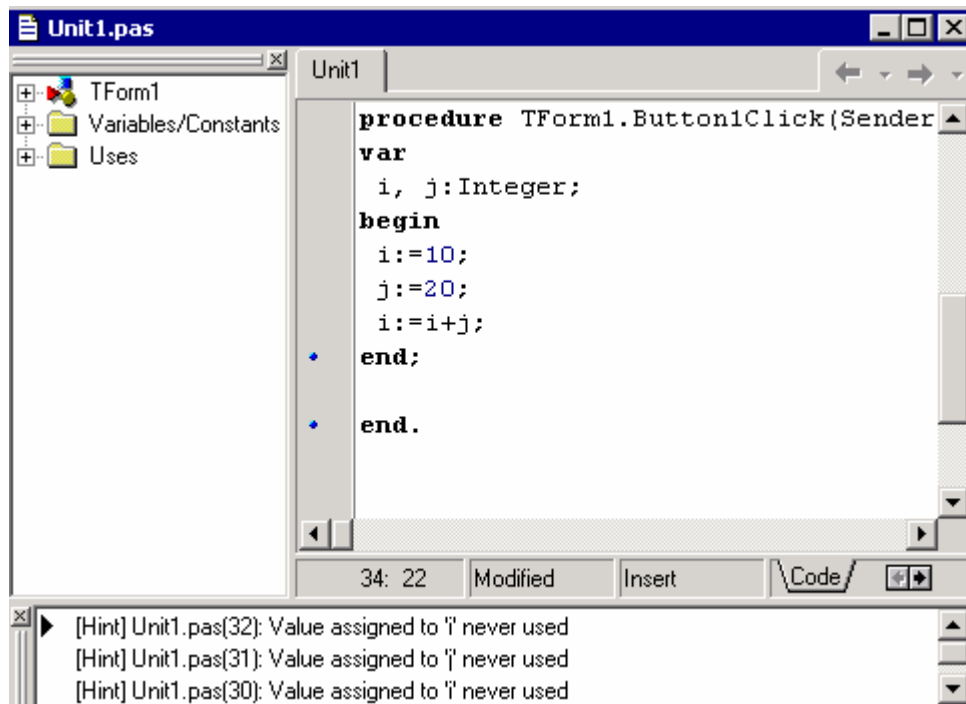 Unit1.pas
TForm1
Variables/Constants
Uses
Unit1
procedure TForm1.Button1Click(Sender
var
i, j:Integer;
begin
i:=10;
j:=20;
i:=i+j;
end;
end.
34: 22 Modified Insert \Code/
[Hint] Unit1.pas(32): Value assigned to 'i' never used
[Hint] Unit1.pas(31): Value assigned to 'j' never used
[Hint] Unit1.pas(30): Value assigned to 'i' never used